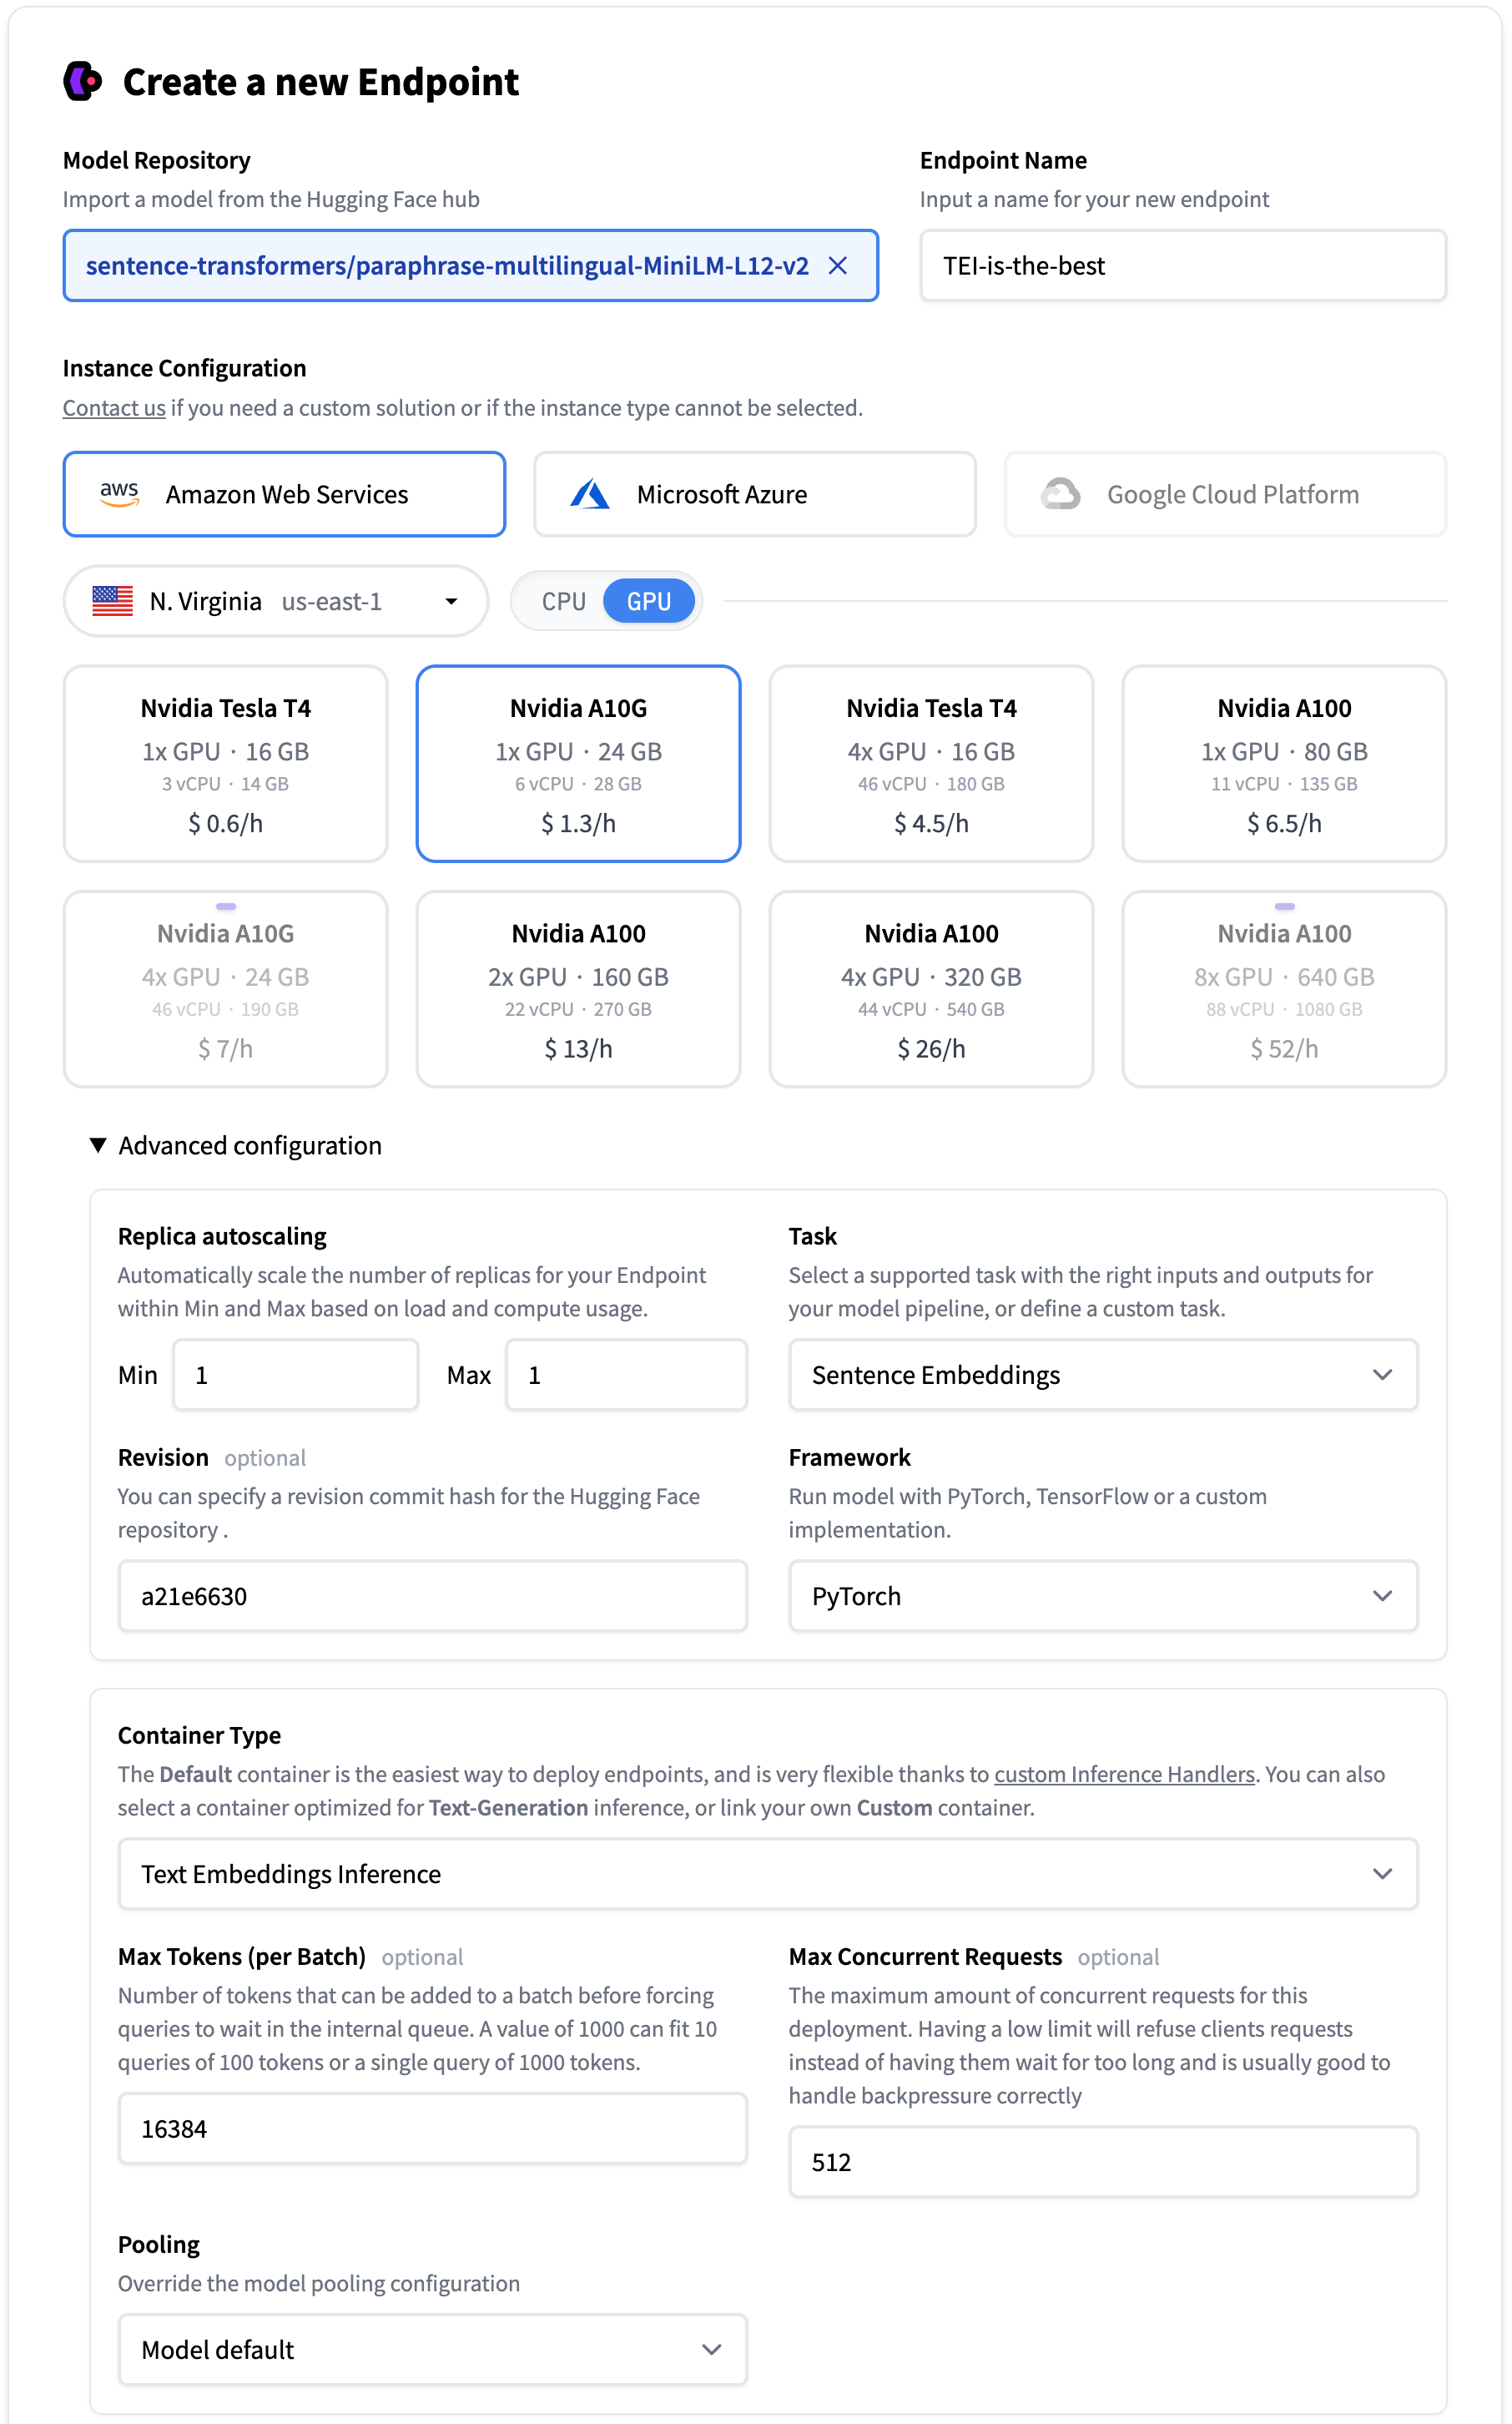 Create a new Endpoint
Model Repository
Import a model from the Hugging Face hub
sentence-transformers/paraphrase-multilingual-MiniLM-L12-v2
Endpoint Name
Input a name for your new endpoint
TEI-is-the-best
Instance Configuration
Contact us if you need a custom solution or if the instance type cannot be selected.
aws Amazon Web Services
Microsoft Azure
Google Cloud Platform
N. Virginia us-east-1
CPU GPU
Nvidia Tesla T4
1x GPU · 16 GB
3 vCPU · 14 GB
$ 0.6/h
Nvidia A10G
1x GPU · 24 GB
6 vCPU · 28 GB
$ 1.3/h
Nvidia Tesla T4
4x GPU · 16 GB
46 vCPU · 180 GB
$ 4.5/h
Nvidia A100
1x GPU · 80 GB
11 vCPU · 135 GB
$ 6.5/h
Nvidia A10G
4x GPU · 24 GB
46 vCPU · 190 GB
$ 7/h
Nvidia A100
2x GPU · 160 GB
22 vCPU · 270 GB
$ 13/h
Nvidia A100
4x GPU · 320 GB
44 vCPU · 540 GB
$ 26/h
Nvidia A100
8x GPU · 640 GB
88 vCPU · 1080 GB
$ 52/h
Advanced configuration
Replica autoscaling
Automatically scale the number of replicas for your Endpoint
within Min and Max based on load and compute usage.
Min 1 Max 1
Task
Select a supported task with the right inputs and outputs for
your model pipeline, or define a custom task.
Sentence Embeddings
Revision optional
You can specify a revision commit hash for the Hugging Face
repository .
a21e6630
Framework
Run model with PyTorch, TensorFlow or a custom
implementation.
PyTorch
Container Type
The Default container is the easiest way to deploy endpoints, and is very flexible thanks to custom Inference Handlers. You can also
select a container optimized for Text-Generation inference, or link your own Custom container.
Text Embeddings Inference
Max Tokens (per Batch) optional
Number of tokens that can be added to a batch before forcing
queries to wait in the internal queue. A value of 1000 can fit 10
queries of 100 tokens or a single query of 1000 tokens.
16384
Max Concurrent Requests optional
The maximum amount of concurrent requests for this
deployment. Having a low limit will refuse clients requests
instead of having them wait for too long and is usually good to
handle backpressure correctly
512
Pooling
Override the model pooling configuration
Model default